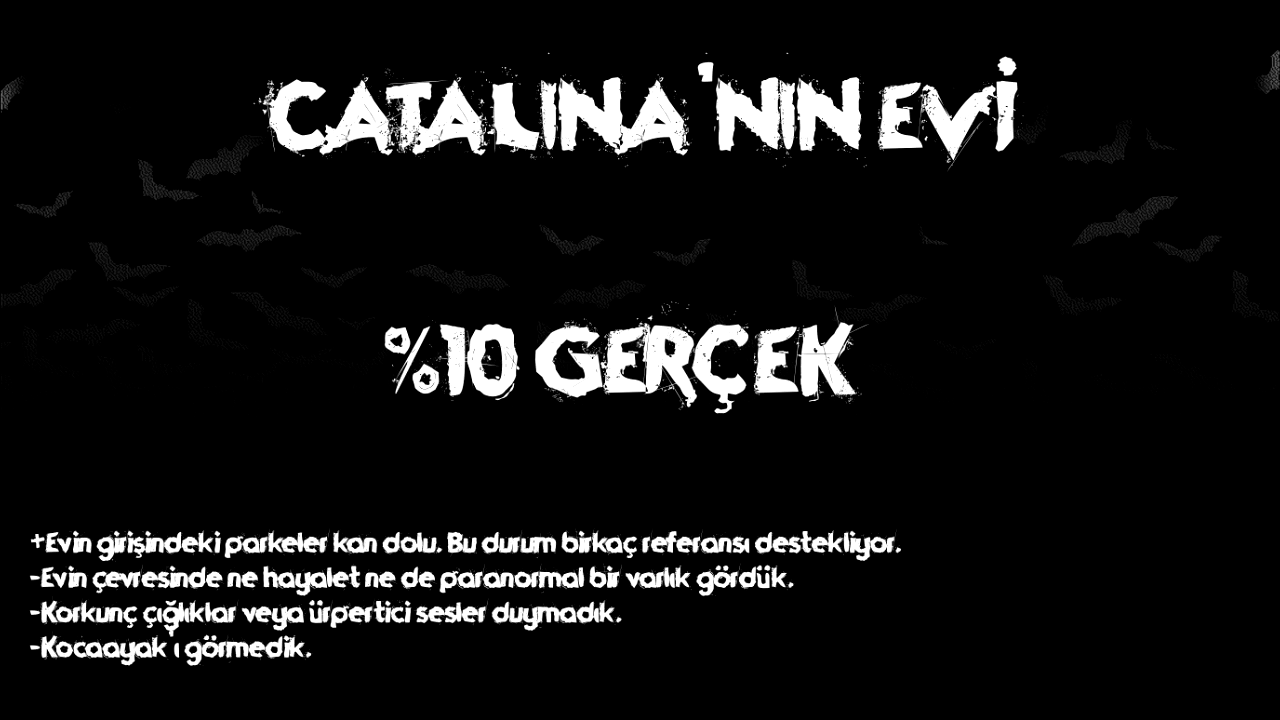 CATALINA'NIN EVİ
%10 GERÇEK
+Evin girişindeki parkeler kan dolu. Bu durum birkaç referansı destekliyor.
-Evin çevresinde ne hayalet ne de paranormal bir varlık gördük.
-Korkunç çığlıklar veya ürpertici sesler duymadık.
-Kocaayak'ı görmedik.